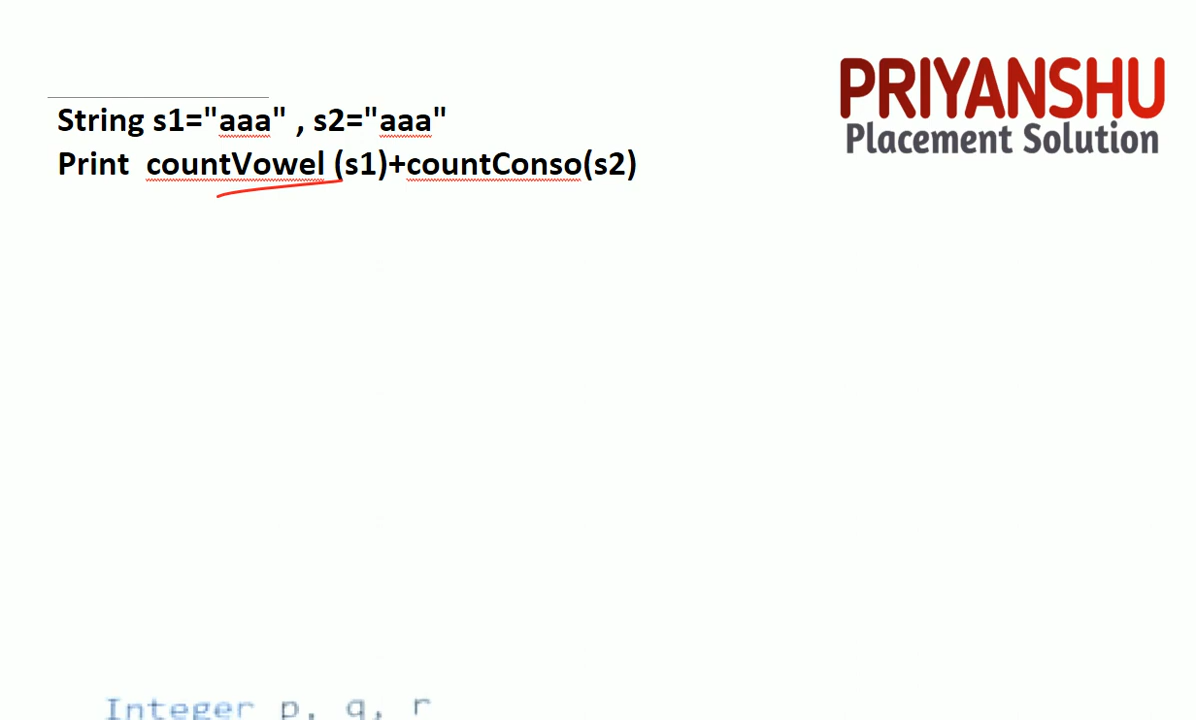 PRIYANSHU
Placement Solution
String s1="aaa" , s2="aaa"
Print countVowel (s1)+countConso(s2)
Integer p, q, r